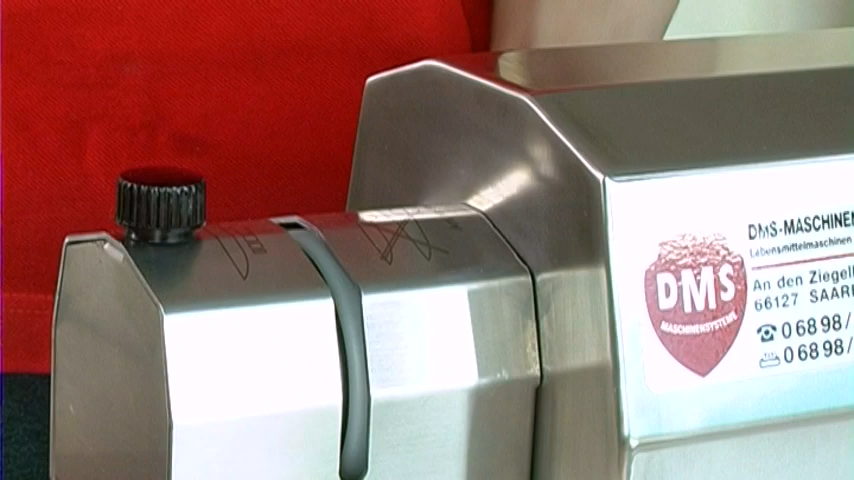 DMS
MASCHINENSYSTEME
DMS-MASCHINEN
Lebensmittelmaschinen
An den Ziegel
66127 SAAR
06898/
06898/